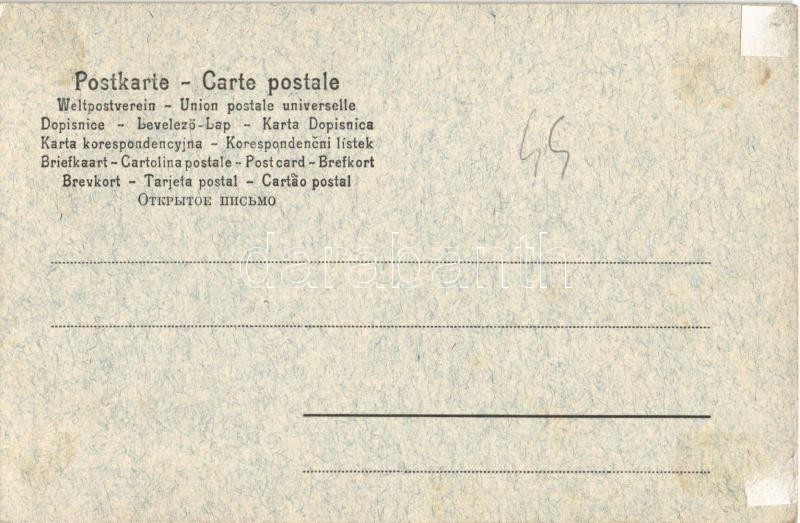 Postkarte - Carte postale
Weltpostverein - Union postale universelle
Dopisnice - Levelező-Lap - Karta Dopisnica
Karta korespondencyjna - Korespondenční lístek
Briefkaart - Cartolina postale - Post card - Brefkort
Brevkort - Tarjeta postal - Cartão postal
Открытое письмо
darabanth